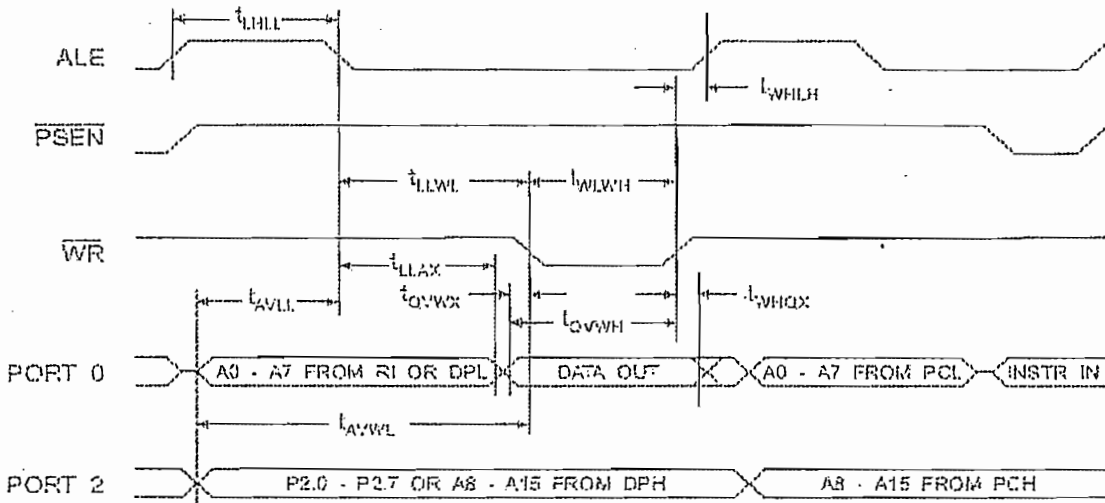 tLHLL
ALE
tWHLH
PSEN
tLLWL
tWLWH
WR
tLLAX
tQVWX
tWHQX
tAVLL
tQVWH
PORT 0
A0 - A7 FROM RI OR DPL
DATA OUT
A0 - A7 FROM PCL
INSTR IN
tAVWL
PORT 2
P2.0 - P2.7 OR A8 - A15 FROM DPH
A8 - A15 FROM PCH